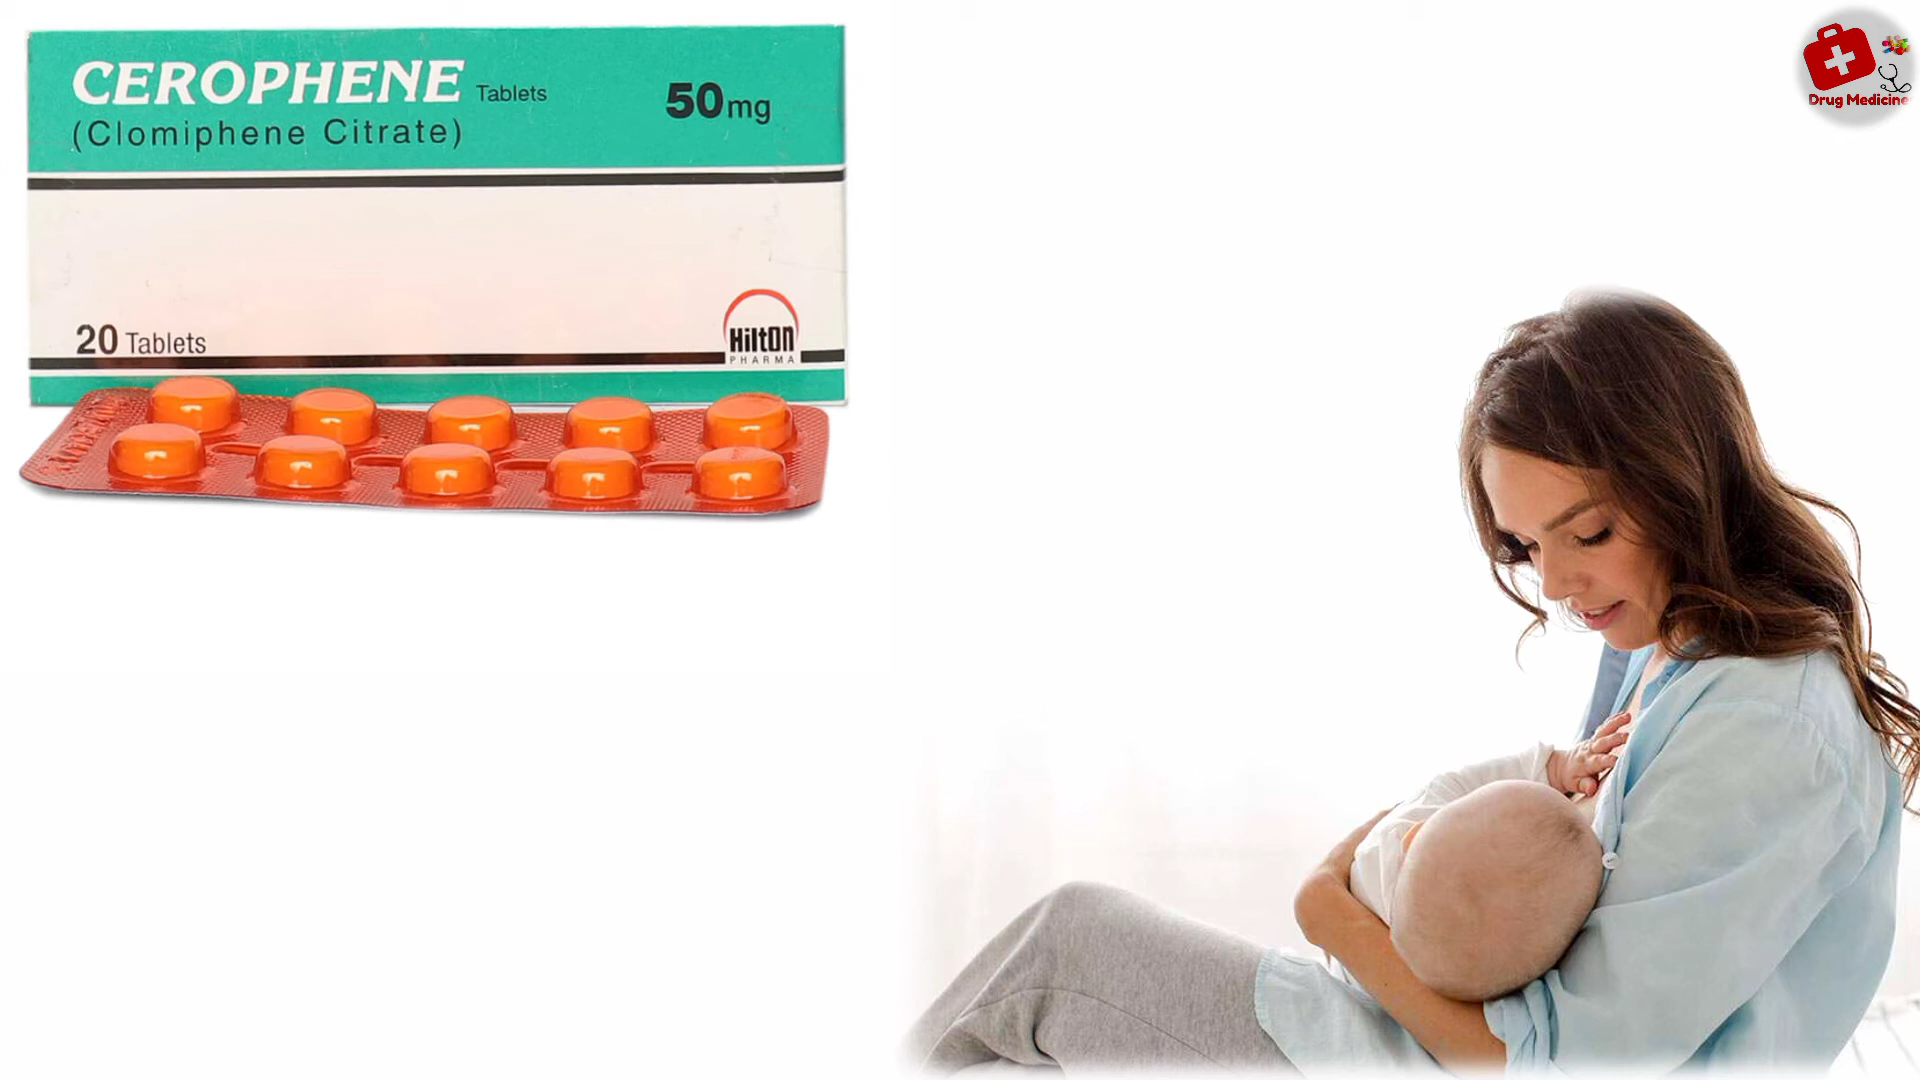 CEROPHENE Tablets
50mg
(Clomiphene Citrate)
20 Tablets
HiltON
PHARMA
Drug Medicine